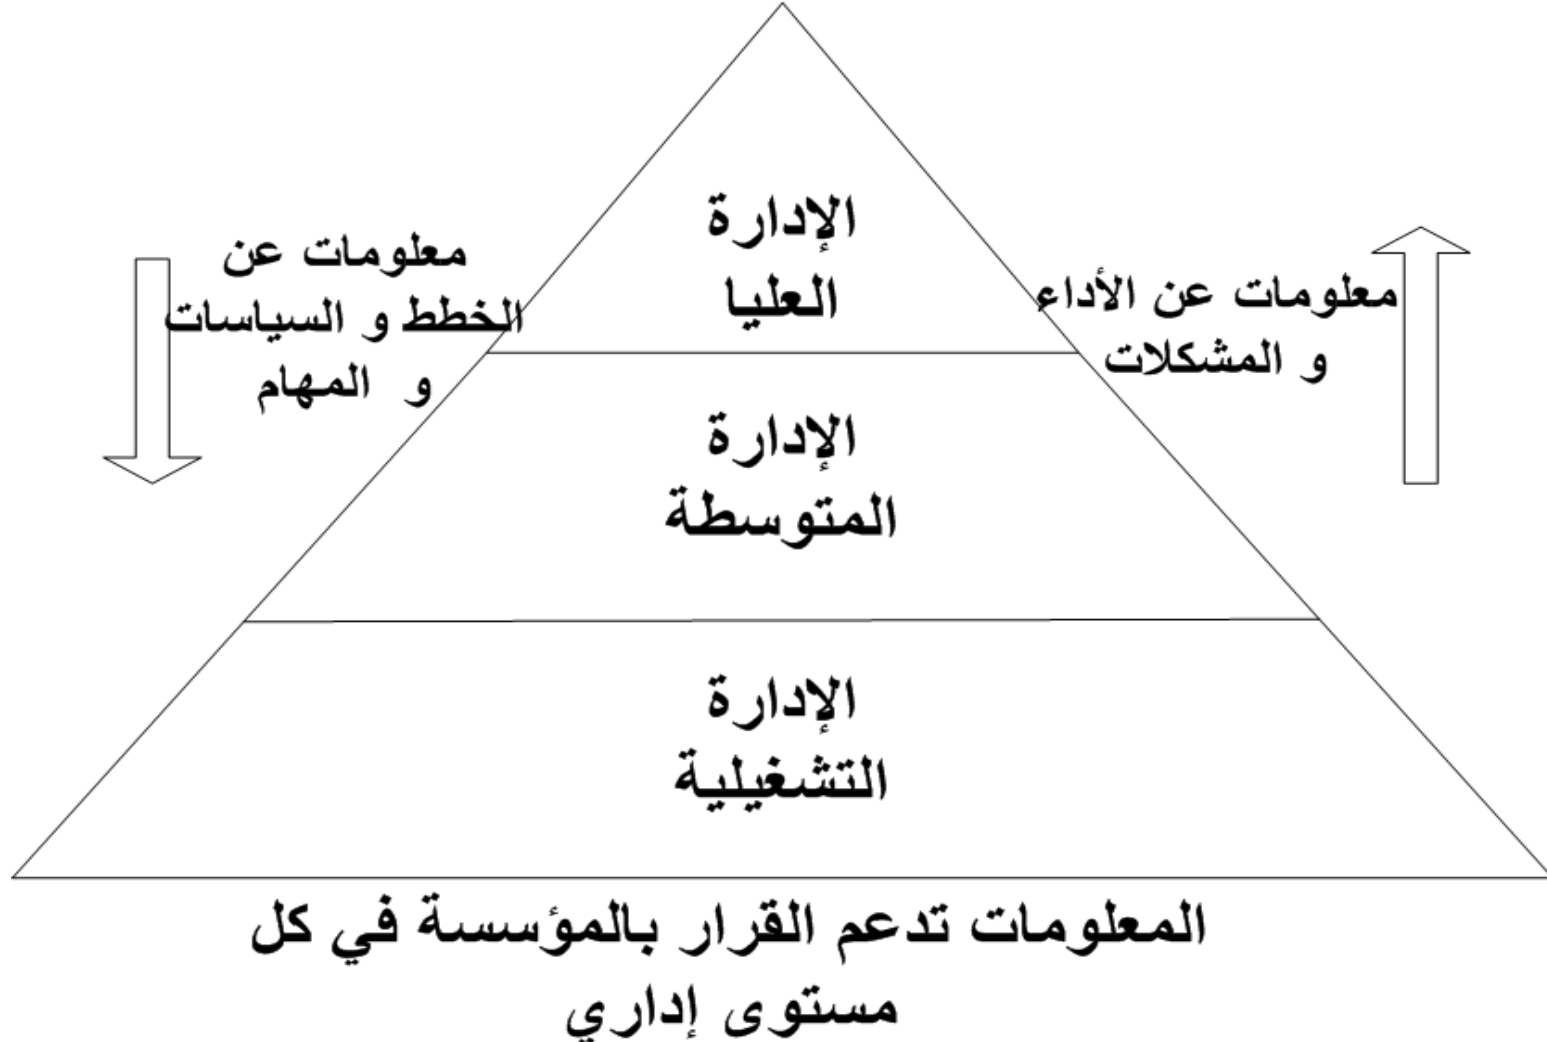 الإدارة
العليا
معلومات عن الأداء
و المشكلات
معلومات عن
الخطط و السياسات
و المهام
الإدارة
المتوسطة
الإدارة
التشغيلية
المعلومات تدعم القرار بالمؤسسة في كل
مستوى إداري